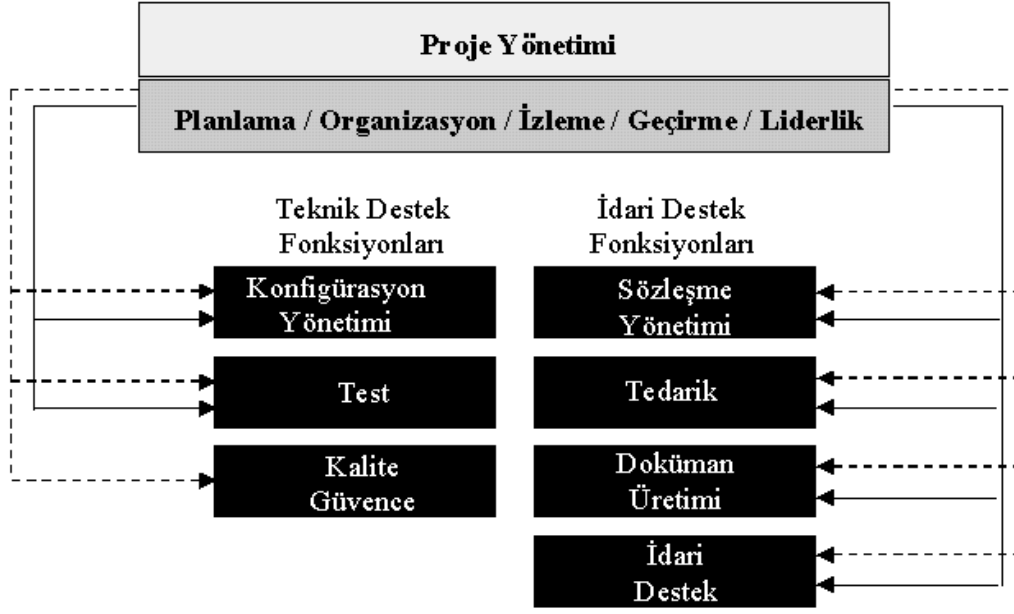 Proje Yönetimi
Planlama / Organizasyon / İzleme / Geçirme / Liderlik
Teknik Destek
Fonksiyonları
Konfigürasyon
Yönetimi
Test
Kalite
Güvence
İdari Destek
Fonksiyonları
Sözleşme
Yönetimi
Tedarik
Doküman
Üretimi
İdari
Destek